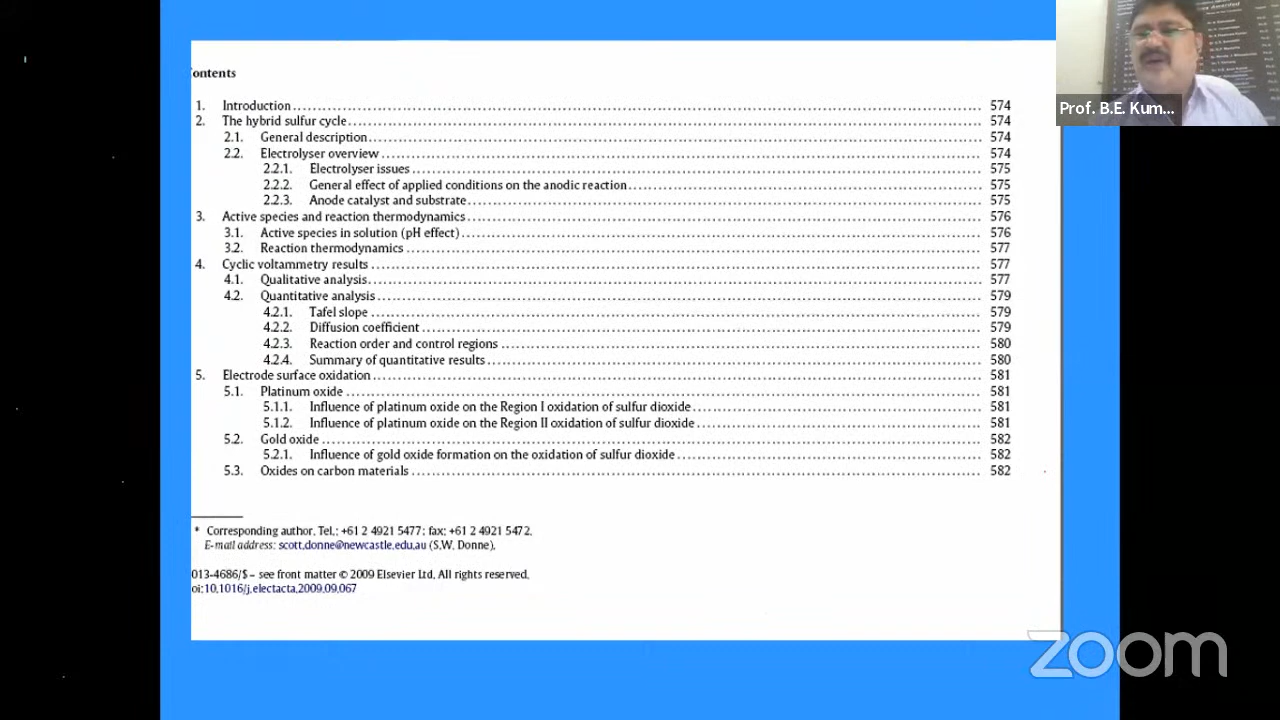 ontents
1. Introduction 574
2. The hybrid sulfur cycle 574
2.1. General description 574
2.2. Electrolyser overview 574
2.2.1. Electrolyser issues 575
2.2.2. General effect of applied conditions on the anodic reaction 575
2.2.3. Anode catalyst and substrate 575
3. Active species and reaction thermodynamics 576
3.1. Active species in solution (pH effect) 576
3.2. Reaction thermodynamics 577
4. Cyclic voltammetry results 577
4.1. Qualitative analysis 577
4.2. Quantitative analysis 579
4.2.1. Tafel slope 579
4.2.2. Diffusion coefficient 579
4.2.3. Reaction order and control regions 580
4.2.4. Summary of quantitative results 580
5. Electrode surface oxidation 581
5.1. Platinum oxide 581
5.1.1. Influence of platinum oxide on the Region I oxidation of sulfur dioxide 581
5.1.2. Influence of platinum oxide on the Region II oxidation of sulfur dioxide 581
5.2. Gold oxide 582
5.2.1. Influence of gold oxide formation on the oxidation of sulfur dioxide 582
5.3. Oxides on carbon materials 582
* Corresponding author. Tel.: +61 2 4921 5477; fax: +61 2 4921 5472.
E-mail address: scott.donne@newcastle.edu.au (S.W. Donne).
013-4686/$ – see front matter © 2009 Elsevier Ltd. All rights reserved.
oi:10.1016/j.electacta.2009.09.067
Prof. B.E. Kum...
zoom